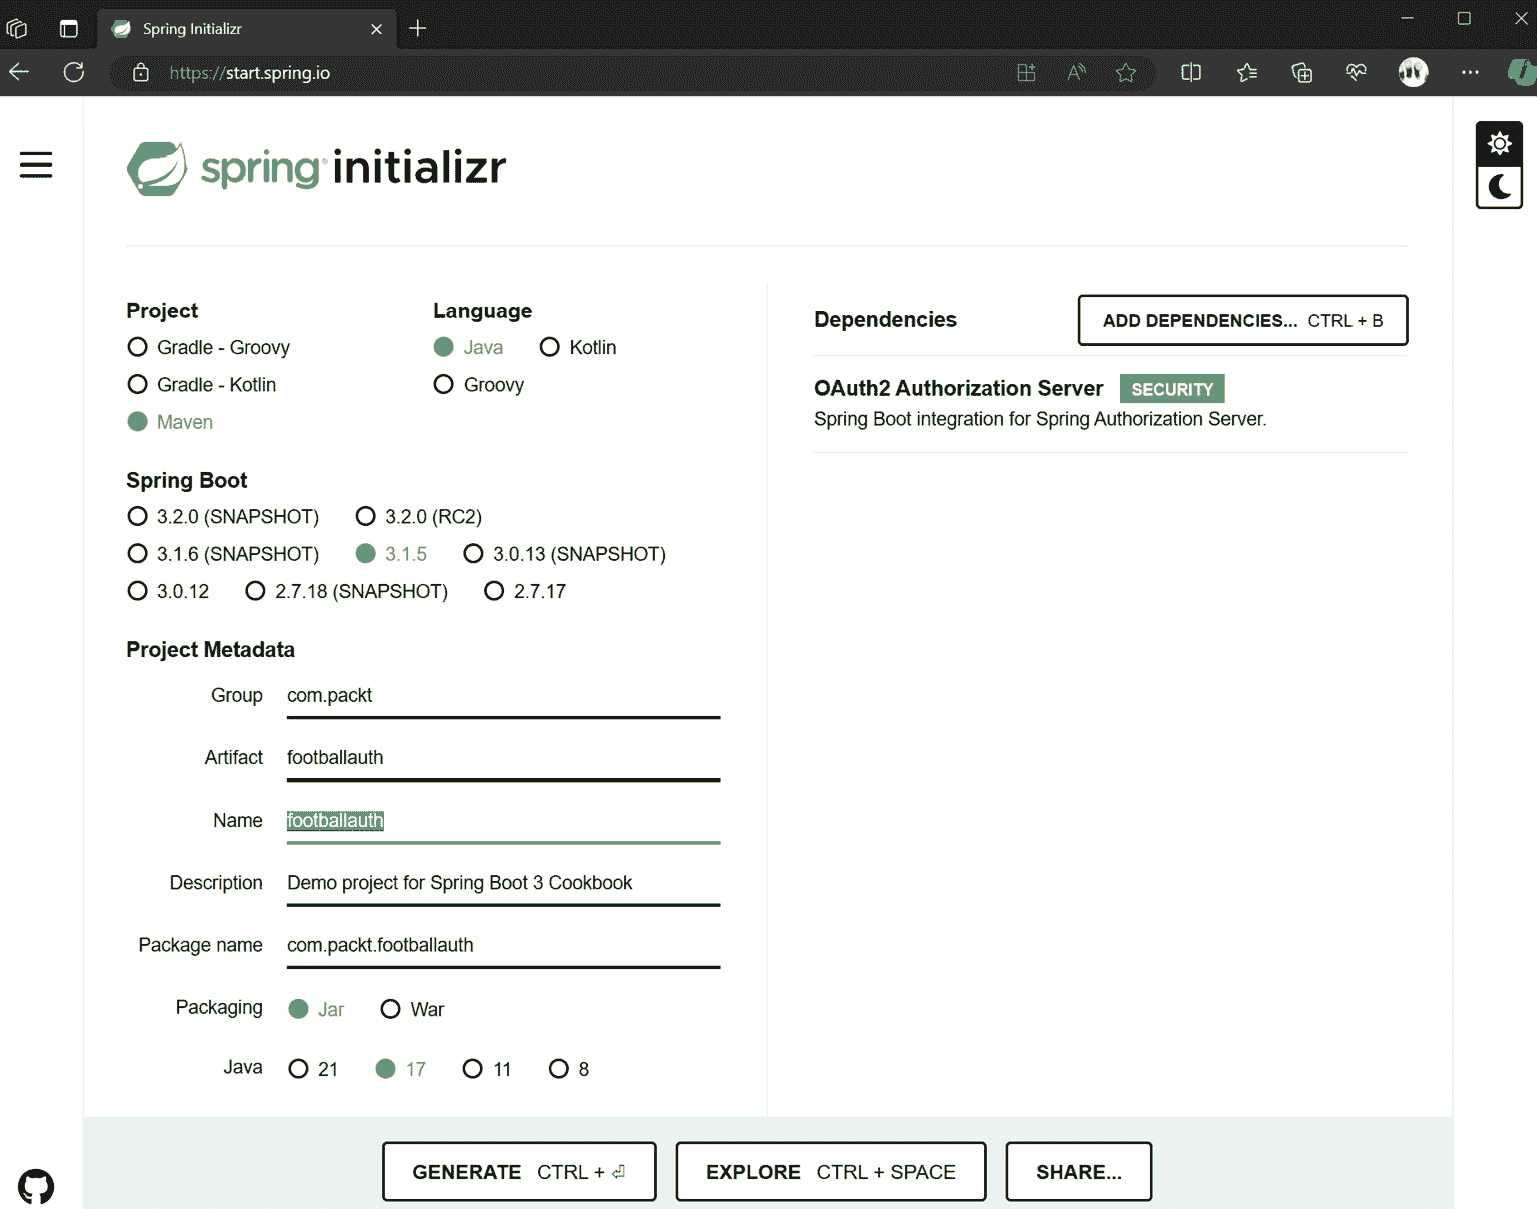 Spring Initializr
https://start.spring.io
spring initializr
Project
Gradle - Groovy
Gradle - Kotlin
Maven
Language
Java Kotlin
Groovy
Spring Boot
3.2.0 (SNAPSHOT) 3.2.0 (RC2)
3.1.6 (SNAPSHOT) 3.1.5 3.0.13 (SNAPSHOT)
3.0.12 2.7.18 (SNAPSHOT) 2.7.17
Project Metadata
Group com.packt
Artifact footballauth
Name footballauth
Description Demo project for Spring Boot 3 Cookbook
Package name com.packt.footballauth
Packaging Jar War
Java 21 17 11 8
Dependencies
ADD DEPENDENCIES... CTRL + B
OAuth2 Authorization Server SECURITY
Spring Boot integration for Spring Authorization Server.
GENERATE CTRL + ⏎
EXPLORE CTRL + SPACE
SHARE...